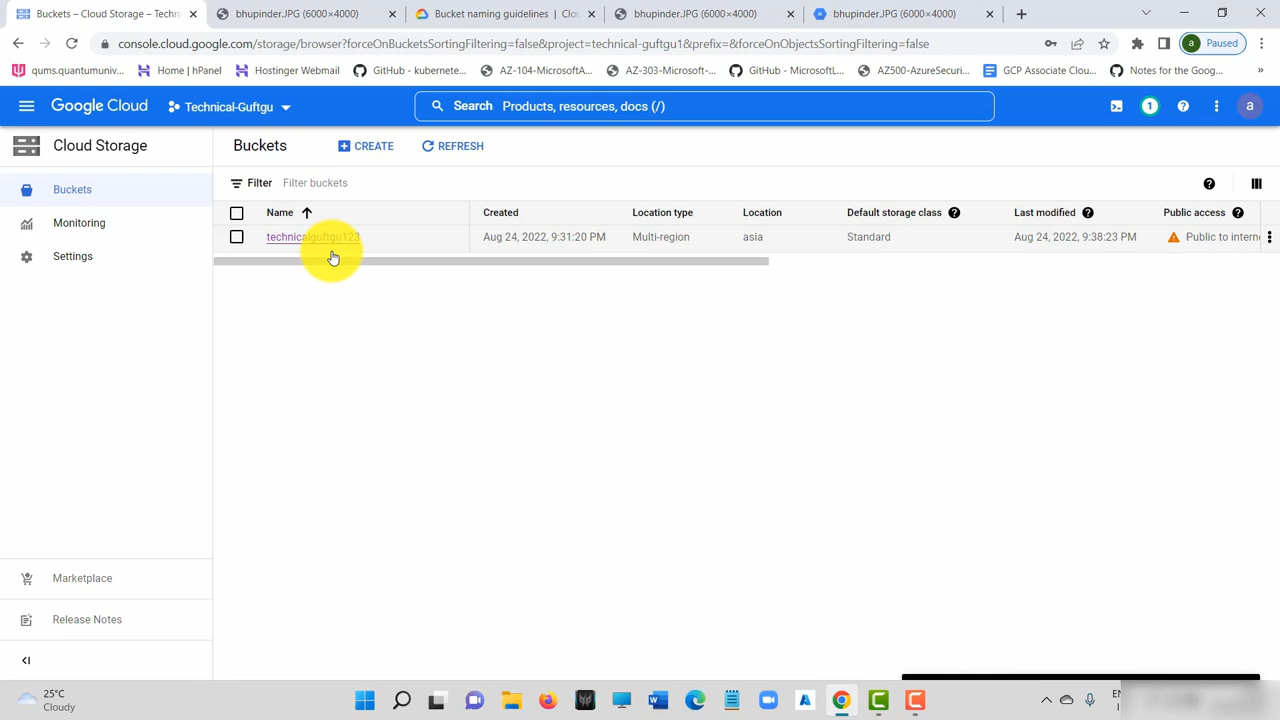 Buckets – Cloud Storage – Techni
bhupinder.JPG (6000×4000)
Bucket naming guidelines | Clou
bhupinder.JPG (6000×4000)
bhupinder.JPG (6000×4000)
console.cloud.google.com/storage/browser?forceOnBucketsSortingFiltering=false&project=technical-guftgu1&prefix=&forceOnObjectsSortingFiltering=false
a Paused
qums.quantumuniv...
Home | hPanel
Hostinger Webmail
GitHub - kubernete...
AZ-104-MicrosoftA...
AZ-303-Microsoft-...
GitHub - MicrosoftL...
AZ500-AzureSecuri...
GCP Associate Clou...
Notes for the Goog...
»
Google Cloud
Technical-Guftgu
Search Products, resources, docs (/)
1
a
Cloud Storage
Buckets
CREATE
REFRESH
Buckets
Monitoring
Settings
Filter Filter buckets
Name Created Location type Location Default storage class Last modified Public access
technicalguftgu123 Aug 24, 2022, 9:31:20 PM Multi-region asia Standard Aug 24, 2022, 9:38:23 PM Public to intern
Marketplace
Release Notes
25°C
Cloudy